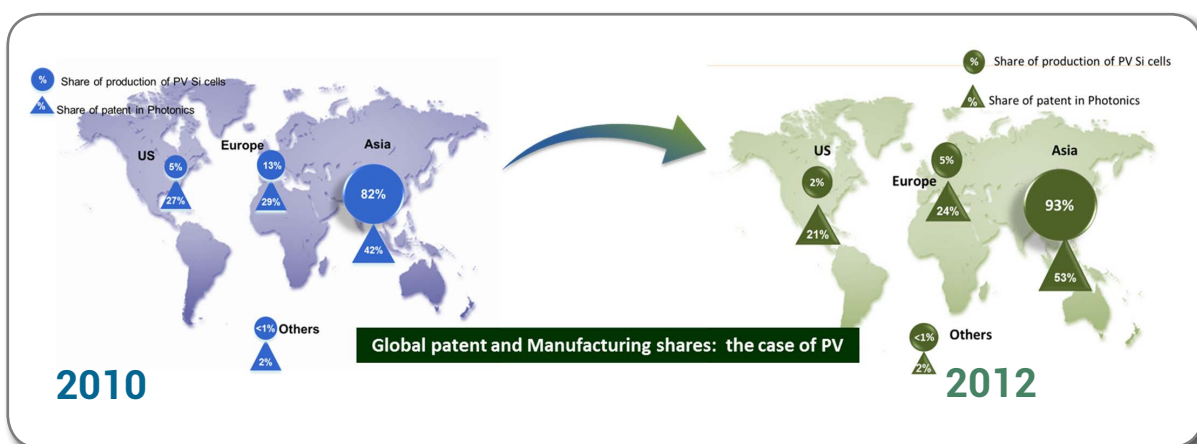 %
Share of production of PV Si cells
%
Share of patent in Photonics
US
5%
27%
Europe
13%
29%
Asia
82%
42%
<1% Others
2%
2010
Global patent and Manufacturing shares: the case of PV
%
Share of production of PV Si cells
%
Share of patent in Photonics
US
2%
21%
Europe
5%
24%
Asia
93%
53%
Others
<1%
2%
2012